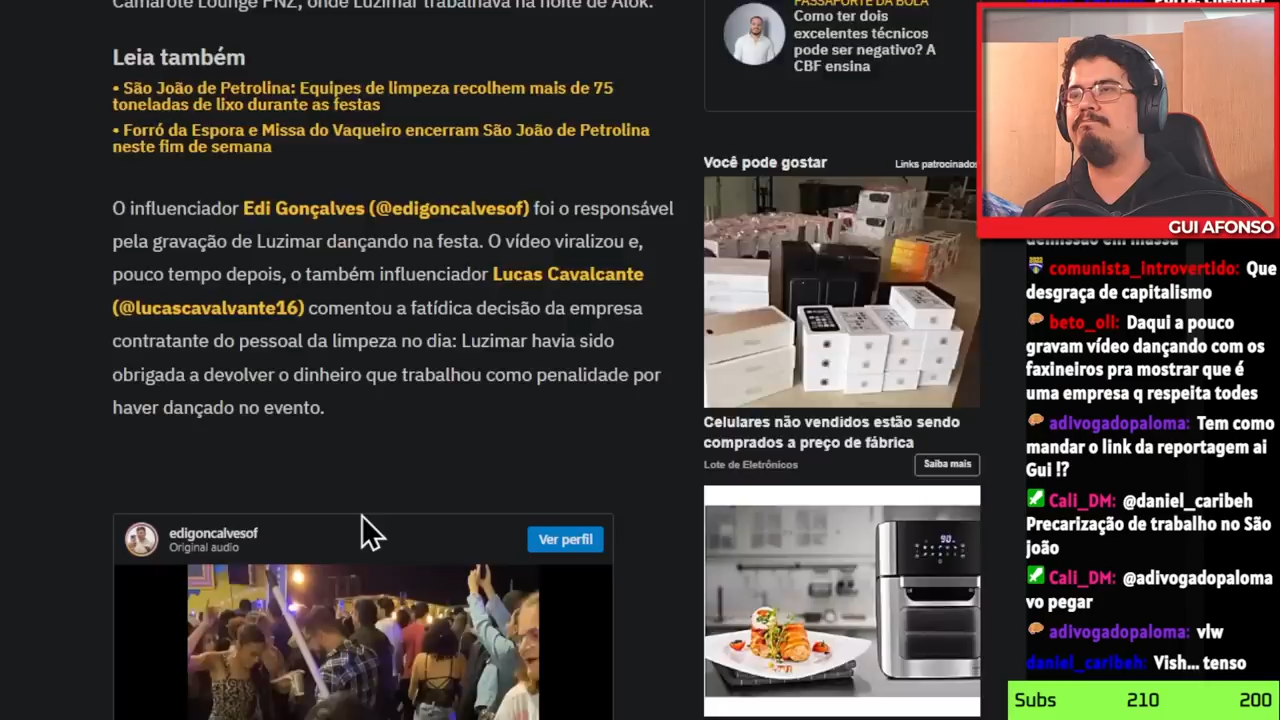 Camarote Lounge PNZ, onde Luzimar trabalhava na noite de Alok.
Leia também
• São João de Petrolina: Equipes de limpeza recolhem mais de 75
toneladas de lixo durante as festas
• Forró da Espora e Missa do Vaqueiro encerram São João de Petrolina
neste fim de semana
O influenciador Edi Gonçalves (@edigoncalvesof) foi o responsável
pela gravação de Luzimar dançando na festa. O vídeo viralizou e,
pouco tempo depois, o também influenciador Lucas Cavalcante
(@lucascavalvante16) comentou a fatídica decisão da empresa
contratante do pessoal da limpeza no dia: Luzimar havia sido
obrigada a devolver o dinheiro que trabalhou como penalidade por
haver dançado no evento.
edigoncalvesof
Original audio
Ver perfil
PASSAPORTE DA BOLA
Como ter dois
excelentes técnicos
pode ser negativo? A
CBF ensina
Você pode gostar
Links patrocinados
Celulares não vendidos estão sendo
comprados a preço de fábrica
Lote de Eletrônicos
Saiba mais
90
GUI AFONSO
demissão em massa
comunista_introvertido: Que
desgraça de capitalismo
beto_oli: Daqui a pouco
gravam vídeo dançando com os
faxineiros pra mostrar que é
uma empresa q respeita todes
adivogadopaloma: Tem como
mandar o link da reportagem ai
Gui !?
Cali_DM: @daniel_caribeh
Precarização de trabalho no São
joão
Cali_DM: @adivogadopaloma
vo pegar
adivogadopaloma: vlw
daniel_caribeh: Vish... tenso
Subs 210 200